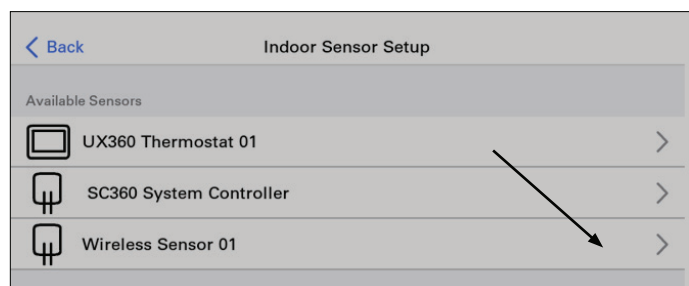 Back
Indoor Sensor Setup
Available Sensors
UX360 Thermostat 01
SC360 System Controller
Wireless Sensor 01